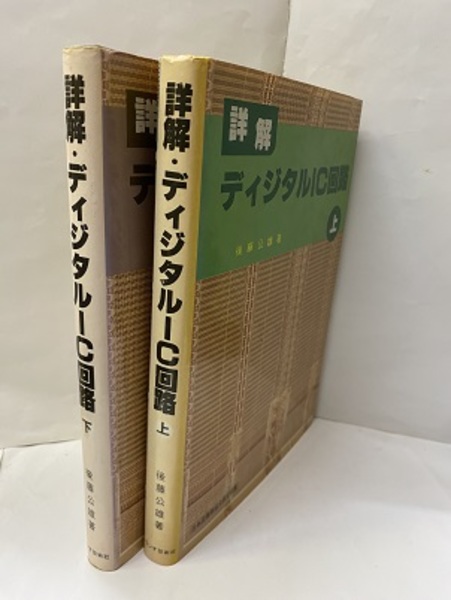 詳解・ディジタルIC回路 下
後藤公雄著
詳
デ
詳解・ディジタルIC回路 上
後藤公雄著
詳解
ディジタルIC回路
上
後藤公雄著